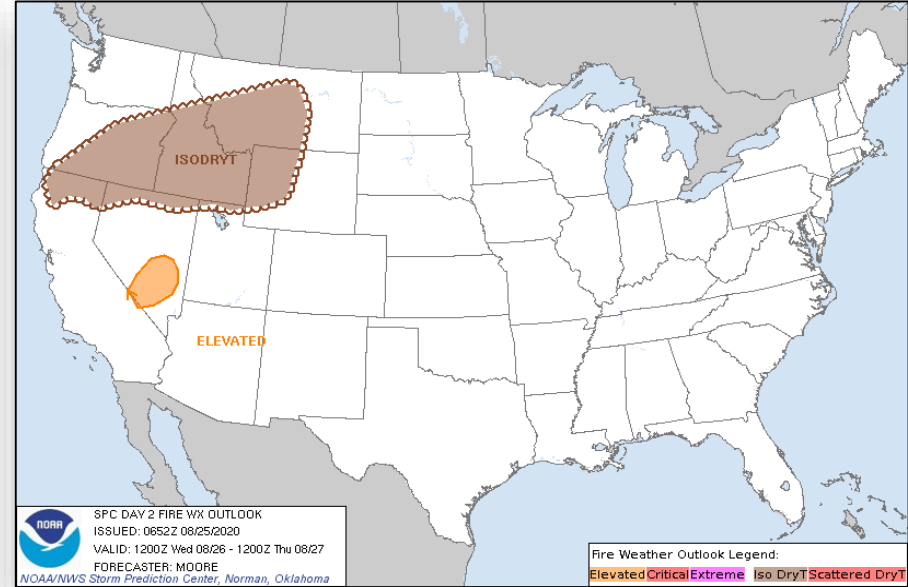 ISODRYT
ELEVATED
NOAA
SPC DAY 2 FIRE WX OUTLOOK
ISSUED: 0652Z 08/25/2020
VALID: 1200Z Wed 08/26 - 1200Z Thu 08/27
FORECASTER: MOORE
NOAA/NWS Storm Prediction Center, Norman, Oklahoma
Fire Weather Outlook Legend:
Elevated Critical Extreme Iso DryT Scattered DryT